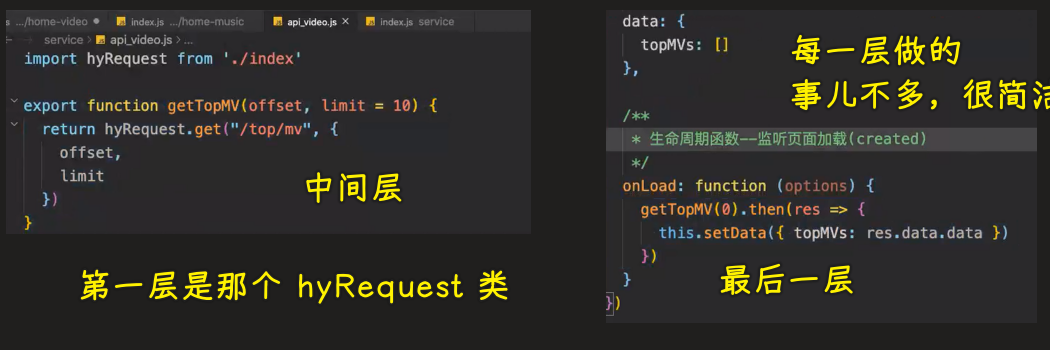 .../home-video
index.js .../home-music
api_video.js
index.js service
service > api_video.js > ...
import hyRequest from './index'
export function getTopMV(offset, limit = 10) {
return hyRequest.get("/top/mv", {
offset,
limit
})
}
中间层
第一层是那个 hyRequest 类
data: {
topMVs: []
},
/**
* 生命周期函数--监听页面加载(created)
*/
onLoad: function (options) {
getTopMV(0).then(res => {
this.setData({ topMVs: res.data.data })
})
}
})
每一层做的
事儿不多，很简洁
最后一层